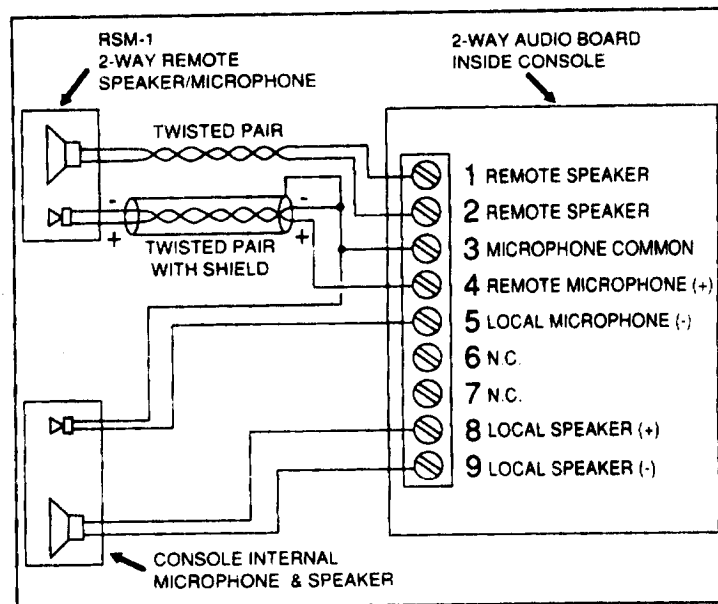 RSM-1
2-WAY REMOTE
SPEAKER/MICROPHONE
2-WAY AUDIO BOARD
INSIDE CONSOLE
TWISTED PAIR
- -
+ +
TWISTED PAIR
WITH SHIELD
1 REMOTE SPEAKER
2 REMOTE SPEAKER
3 MICROPHONE COMMON
4 REMOTE MICROPHONE (+)
5 LOCAL MICROPHONE (-)
6 N.C.
7 N.C.
8 LOCAL SPEAKER (+)
9 LOCAL SPEAKER (-)
CONSOLE INTERNAL
MICROPHONE & SPEAKER